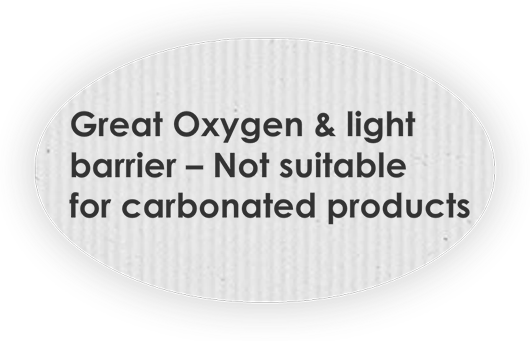 Great Oxygen & light
barrier – Not suitable
for carbonated products